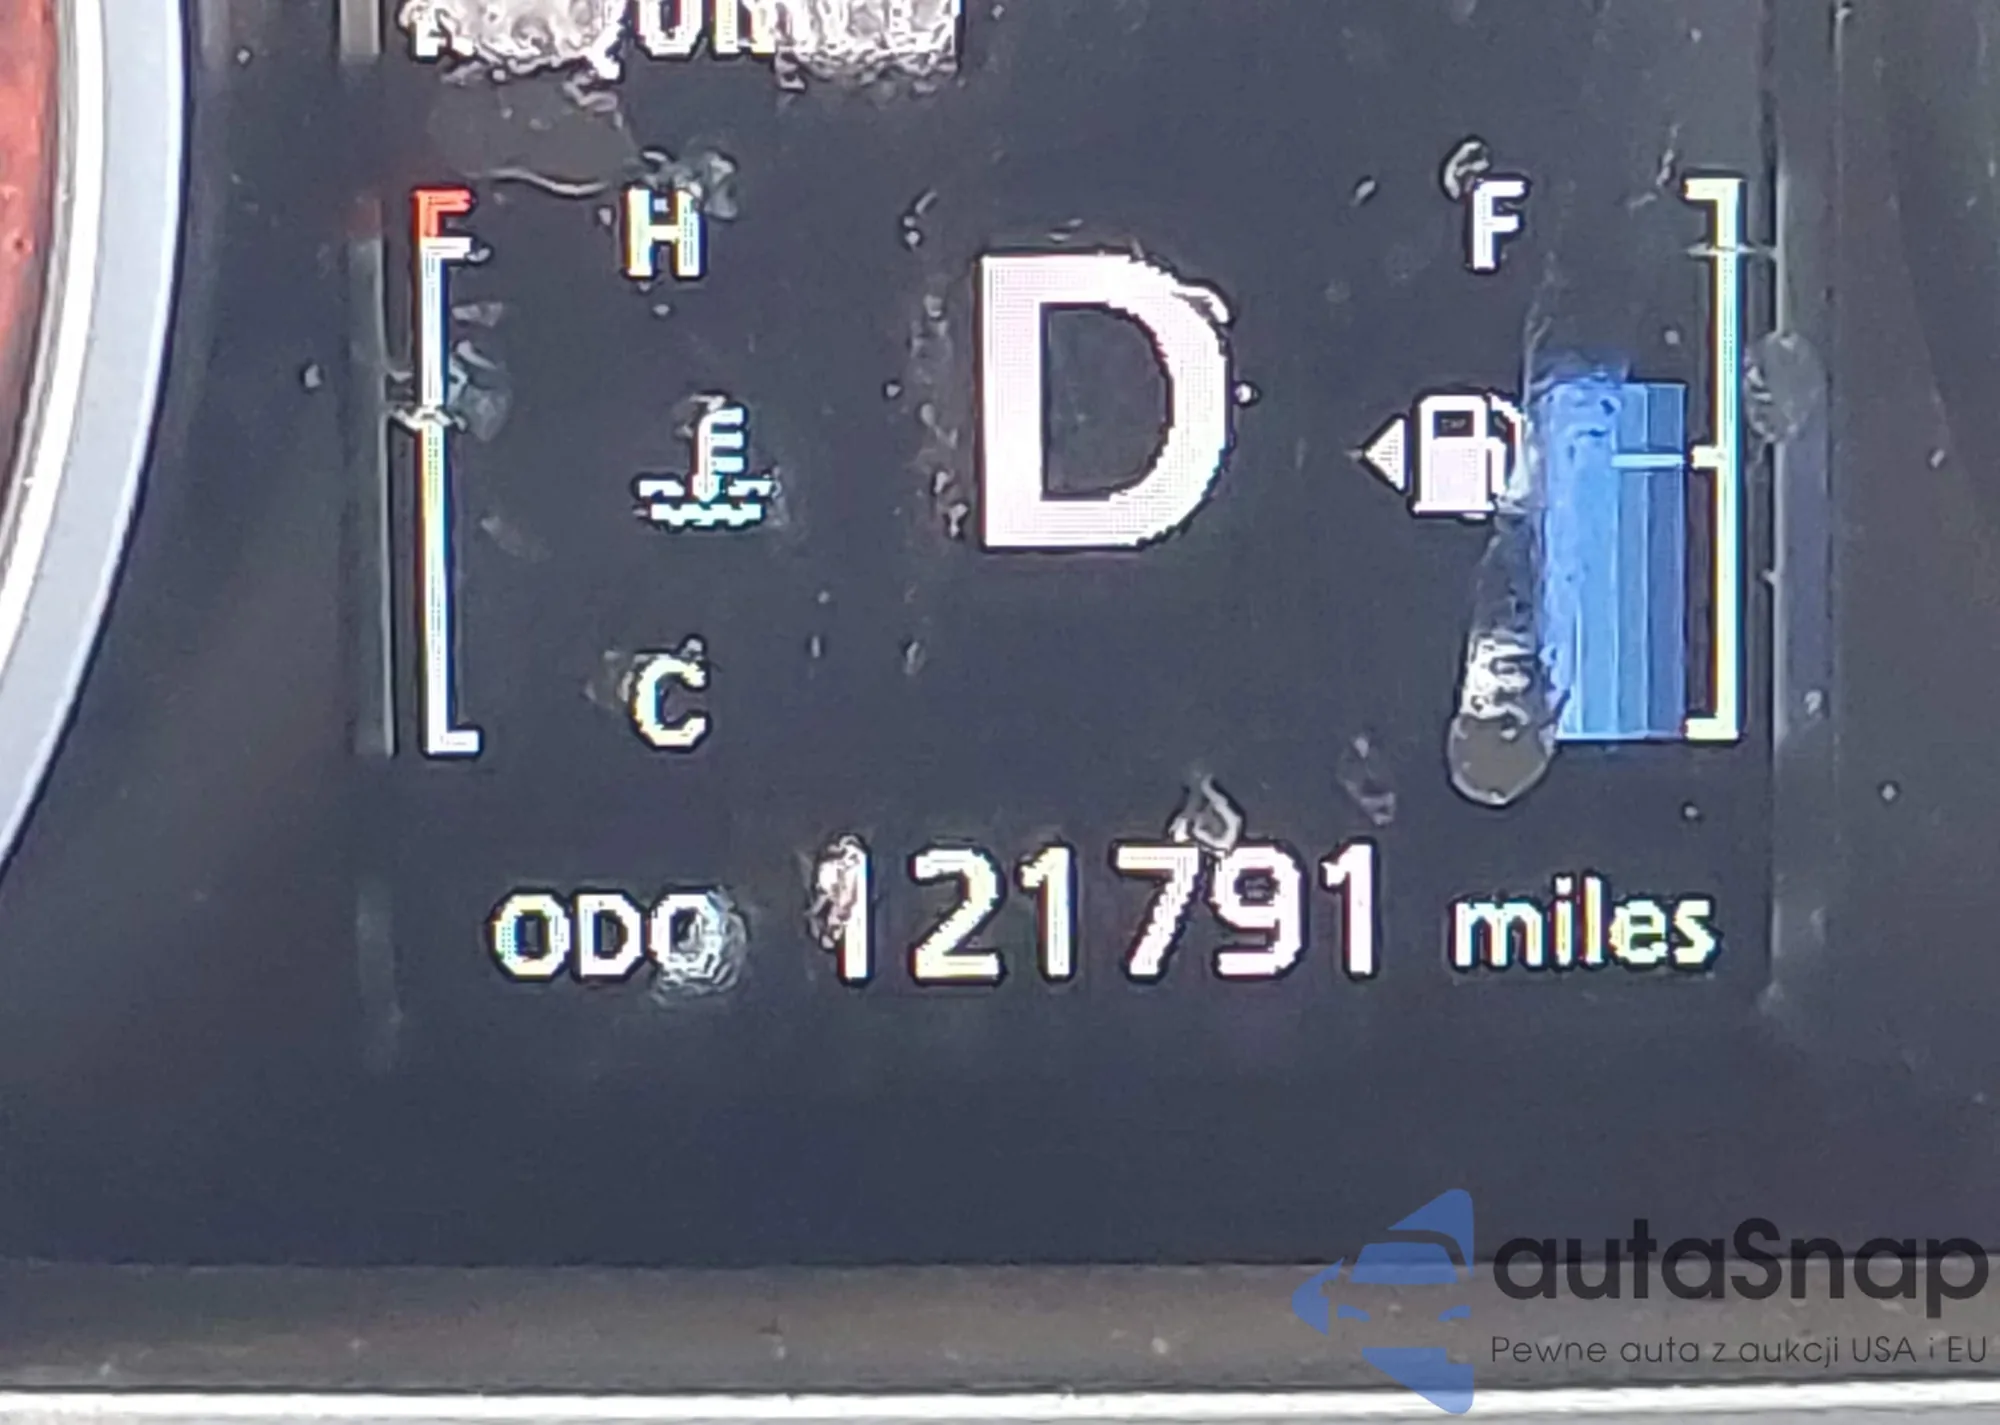 H
F
D
C
ODO 121791 miles
autaSnap
Pewne auta z aukcji USA i EU